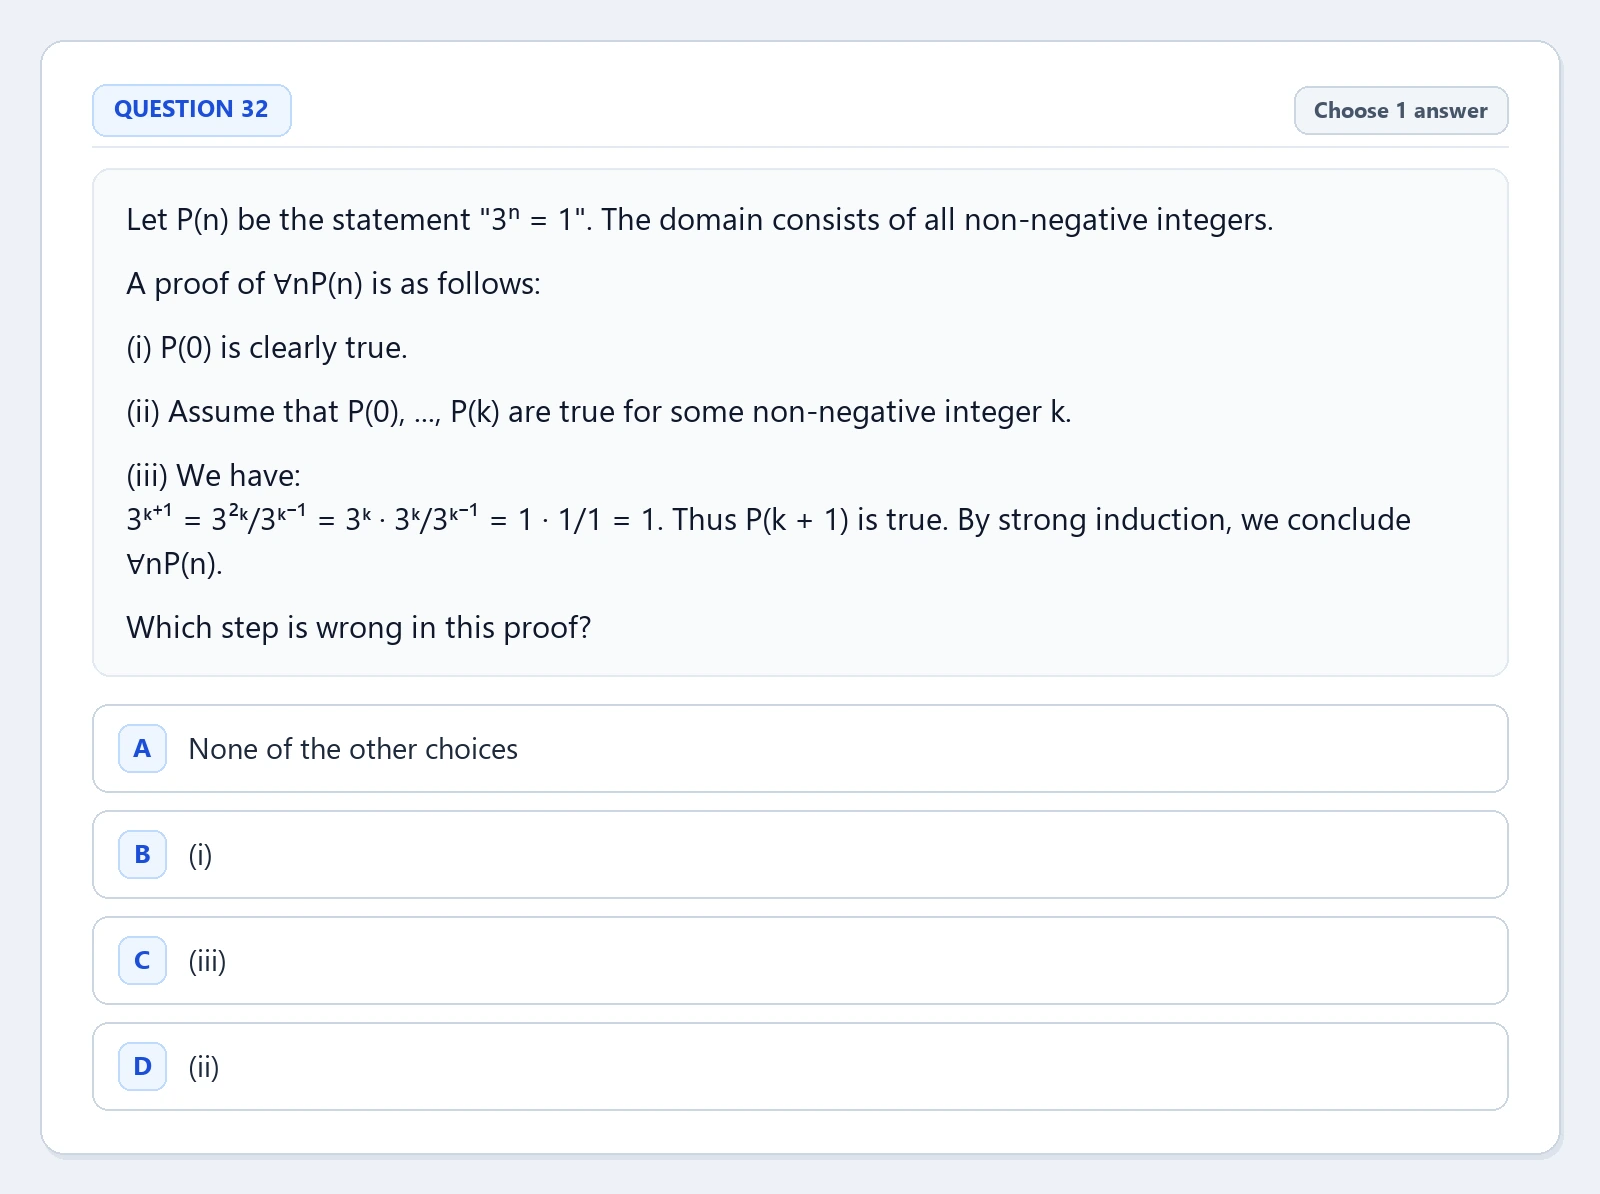 QUESTION 32
Choose 1 answer
Let P(n) be the statement "3ⁿ = 1". The domain consists of all non-negative integers.
A proof of ∀nP(n) is as follows:
(i) P(0) is clearly true.
(ii) Assume that P(0), ..., P(k) are true for some non-negative integer k.
(iii) We have:
3ᵏ⁺¹ = 3²ᵏ/3ᵏ⁻¹ = 3ᵏ · 3ᵏ/3ᵏ⁻¹ = 1 · 1/1 = 1. Thus P(k + 1) is true. By strong induction, we conclude
∀nP(n).
Which step is wrong in this proof?
A None of the other choices
B (i)
C (iii)
D (ii)